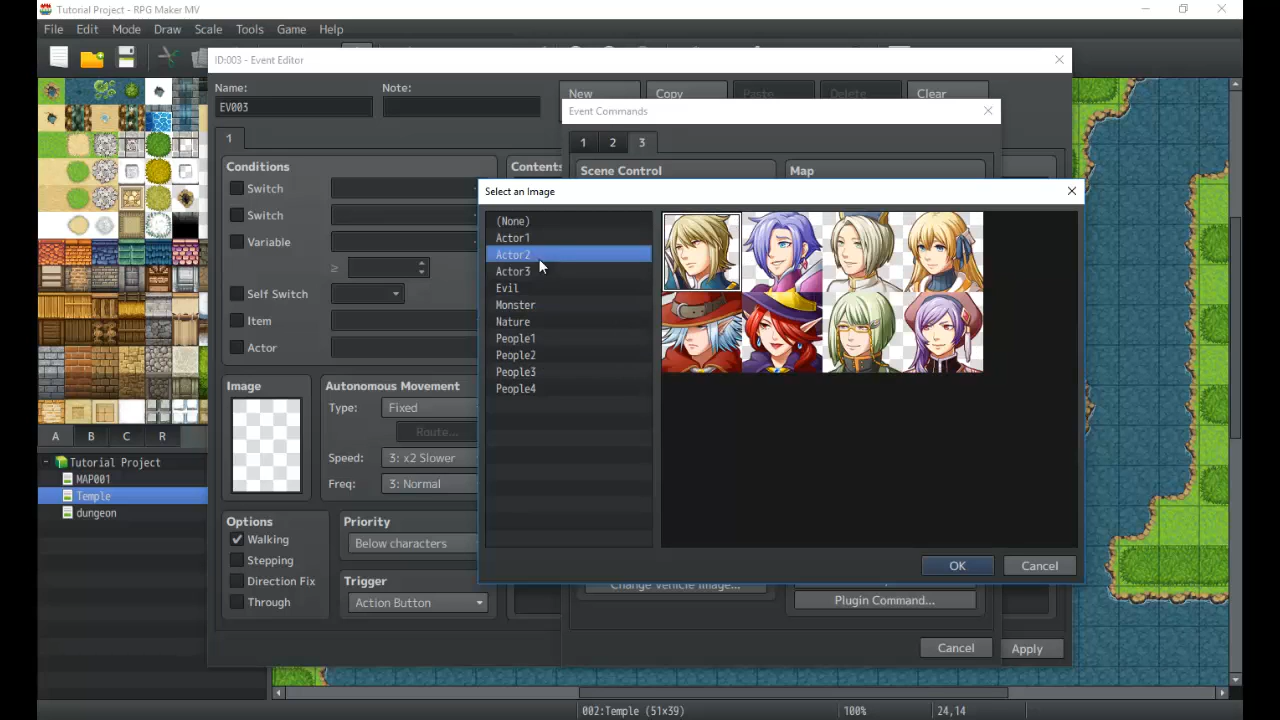 Tutorial Project - RPG Maker MV
File Edit Mode Draw Scale Tools Game Help
ID:003 - Event Editor
Name: Note:
EV003
New Copy Paste Delete Clear
Event Commands
1
1 2 3
Conditions
Contents
Scene Control Map
Select an Image
Switch
Switch
Variable
≥
Self Switch
Item
Actor
(None)
Actor1
Actor2
Actor3
Evil
Monster
Nature
People1
People2
People3
People4
Image
Autonomous Movement
Type: Fixed
Route...
Speed: 3: x2 Slower
Freq: 3: Normal
A B C R
Tutorial Project
MAP001
Temple
dungeon
Options
Walking
Stepping
Direction Fix
Through
Priority
Below characters
Trigger
Action Button
OK Cancel
Change Vehicle Image...
Plugin Command...
Cancel Apply
002:Temple (51x39) 100% 24,14